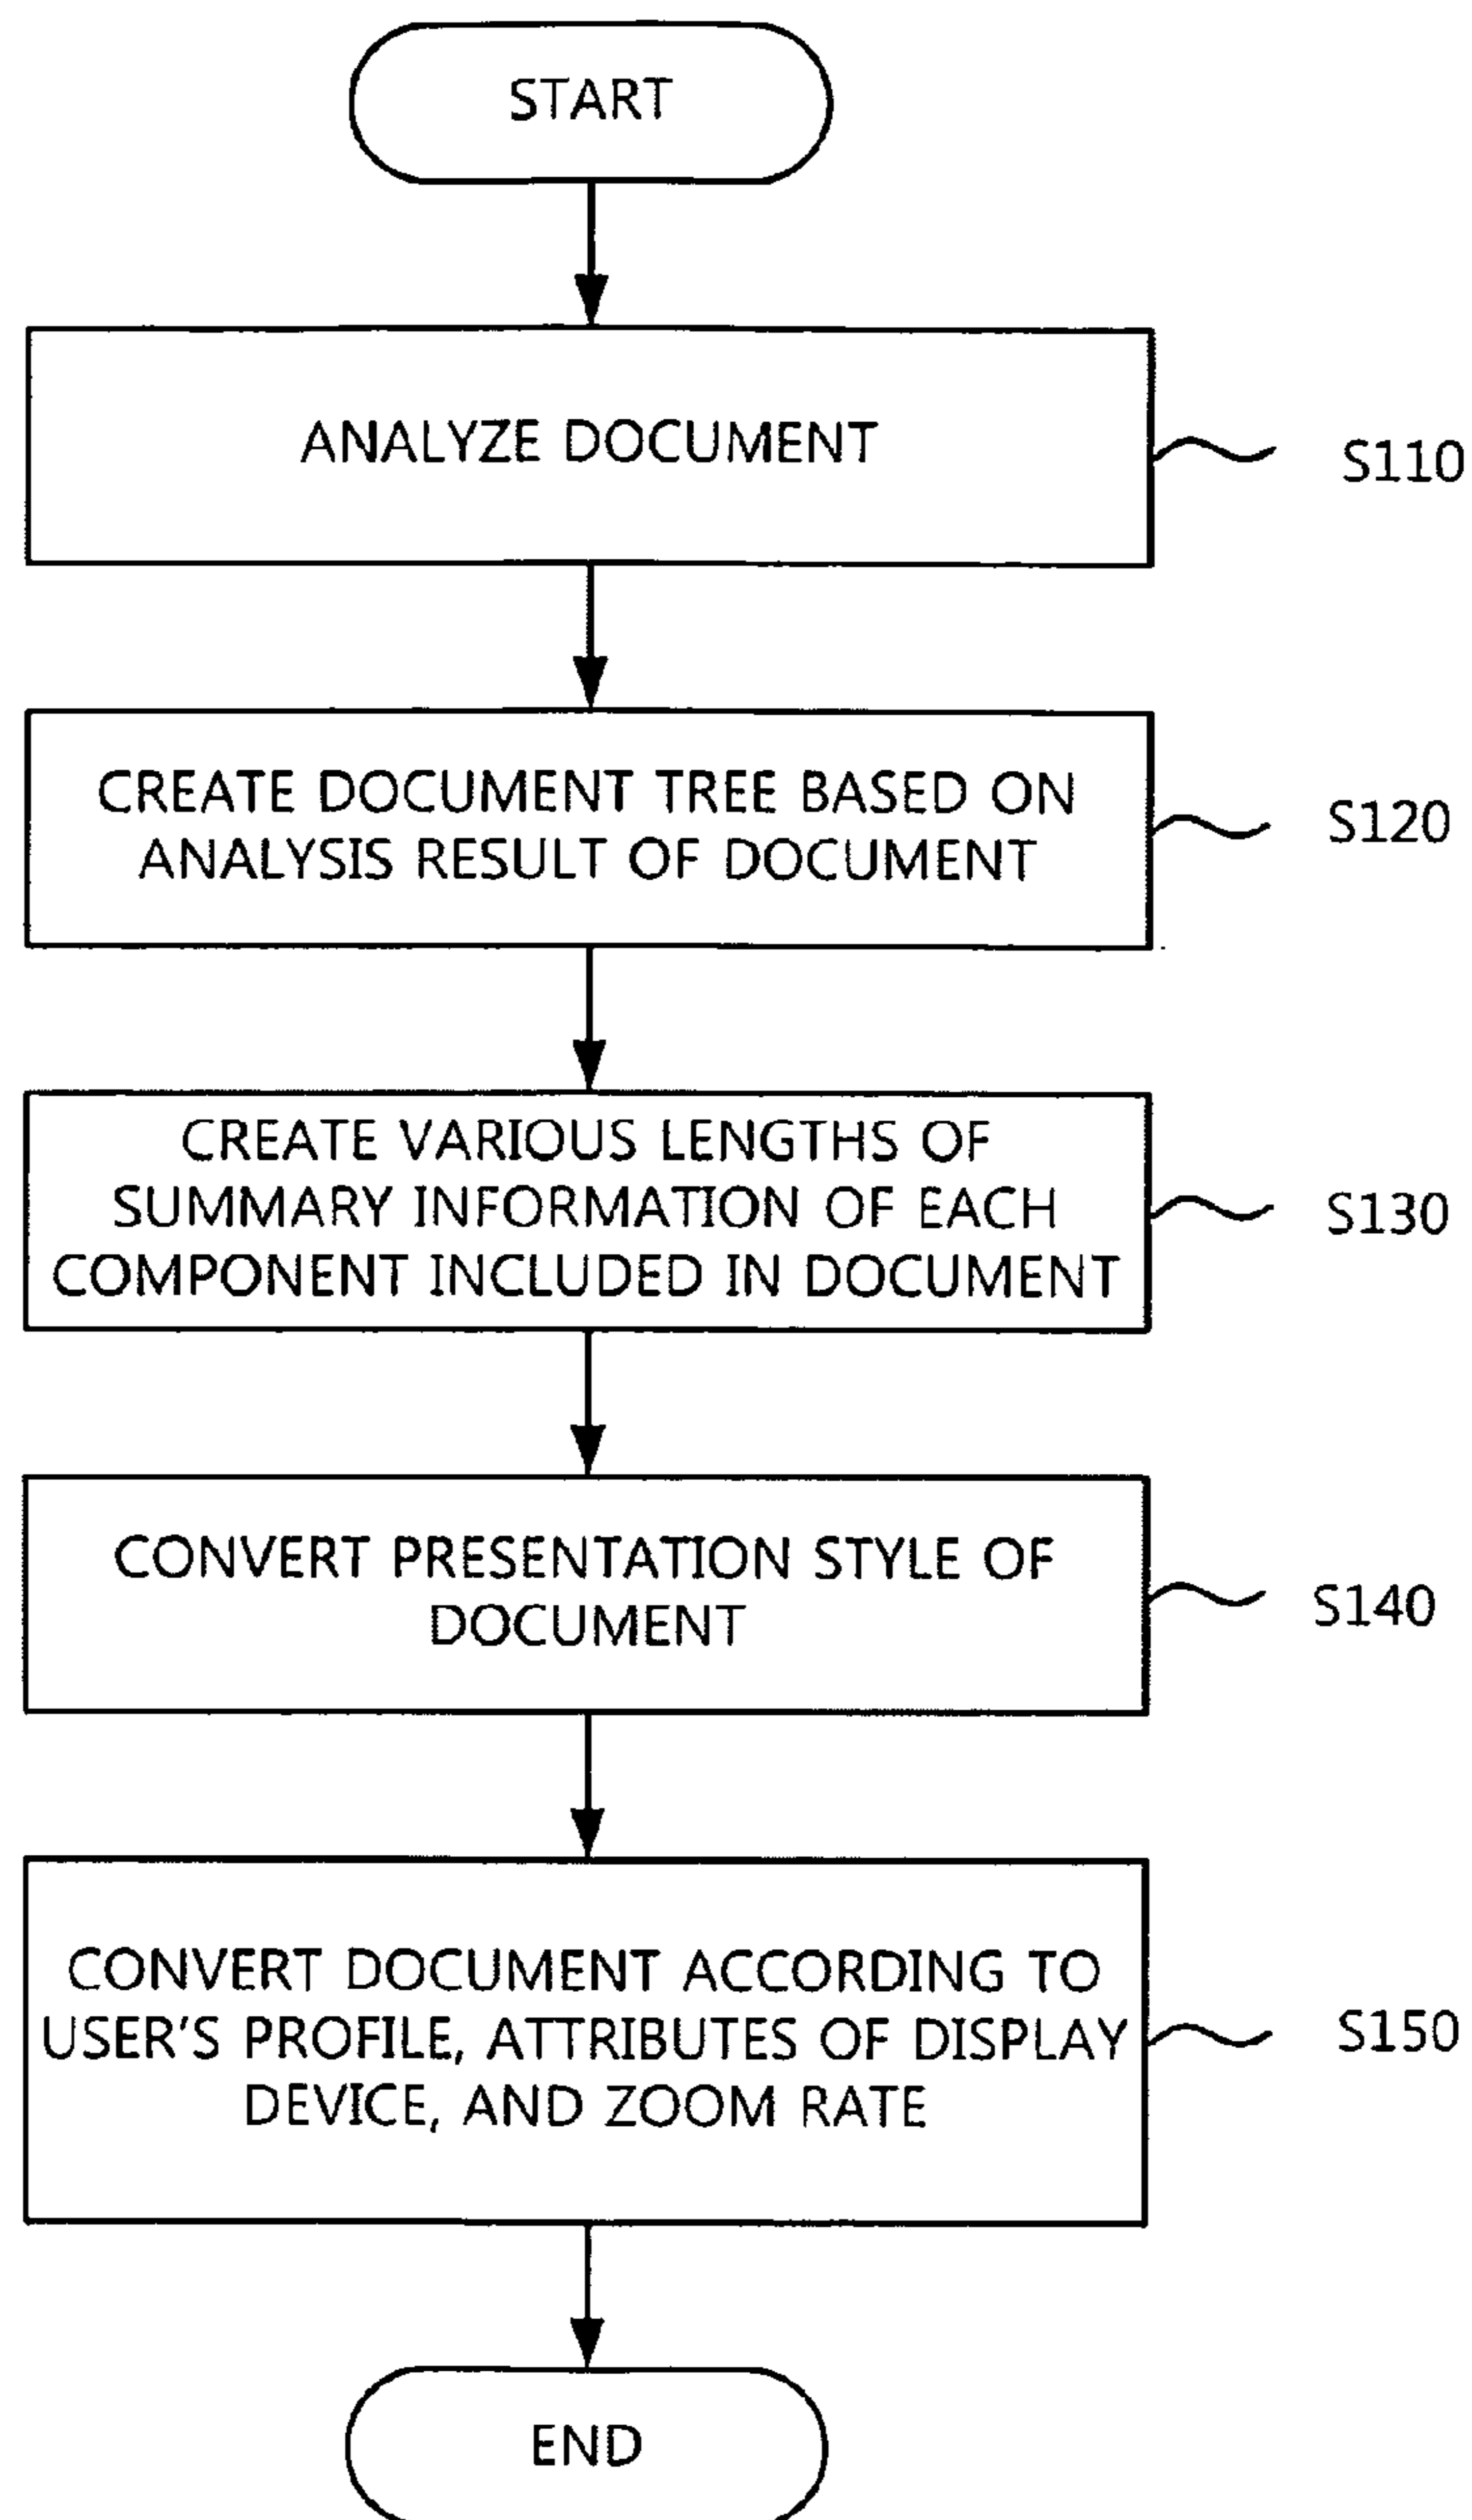 START
ANALYZE DOCUMENT
S110
CREATE DOCUMENT TREE BASED ON
ANALYSIS RESULT OF DOCUMENT
S120
CREATE VARIOUS LENGTHS OF
SUMMARY INFORMATION OF EACH
COMPONENT INCLUDED IN DOCUMENT
S130
CONVERT PRESENTATION STYLE OF
DOCUMENT
S140
CONVERT DOCUMENT ACCORDING TO
USER'S PROFILE, ATTRIBUTES OF DISPLAY
DEVICE, AND ZOOM RATE
S150
END